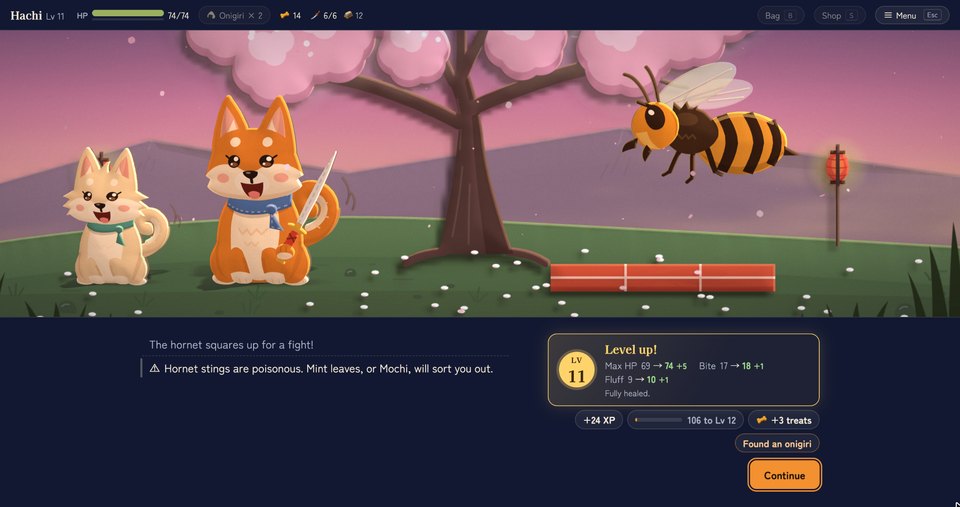 Hachi Lv 11 HP 74/74 Onigiri × 2 14 6/6 12 Bag B Shop S Menu Esc
The hornet squares up for a fight!
⚠ Hornet stings are poisonous. Mint leaves, or Mochi, will sort you out.
LV
11
Level up!
Max HP 69 → 74 +5 Bite 17 → 18 +1
Fluff 9 → 10 +1
Fully healed.
+24 XP 106 to Lv 12 +3 treats
Found an onigiri
Continue